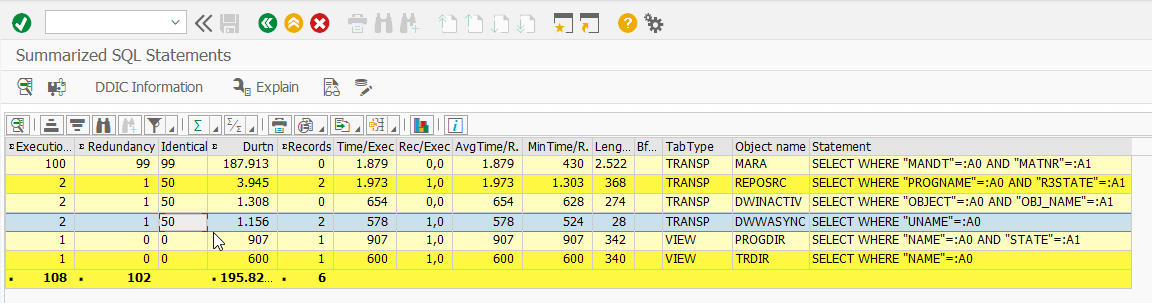 Summarized SQL Statements
DDIC Information Explain
Executio... Redundancy Identical Durtn Records Time/Exec Rec/Exec AvgTime/R. MinTime/R. Leng... Bf... TabType Object name Statement
100 99 99 187.913 0 1.879 0,0 1.879 430 2.522 TRANSP MARA SELECT WHERE "MANDT"=:A0 AND "MATNR"=:A1
2 1 50 3.945 2 1.973 1,0 1.973 1.303 368 TRANSP REPOSRC SELECT WHERE "PROGNAME"=:A0 AND "R3STATE"=:A1
2 1 50 1.308 0 654 0,0 654 628 274 TRANSP DWINACTIV SELECT WHERE "OBJECT"=:A0 AND "OBJ_NAME"=:A1
2 1 50 1.156 2 578 1,0 578 524 28 TRANSP DWWASYNC SELECT WHERE "UNAME"=:A0
1 0 0 907 1 907 1,0 907 907 342 VIEW PROGDIR SELECT WHERE "NAME"=:A0 AND "STATE"=:A1
1 0 0 600 1 600 1,0 600 600 340 VIEW TRDIR SELECT WHERE "NAME"=:A0
108 102 195.82... 6